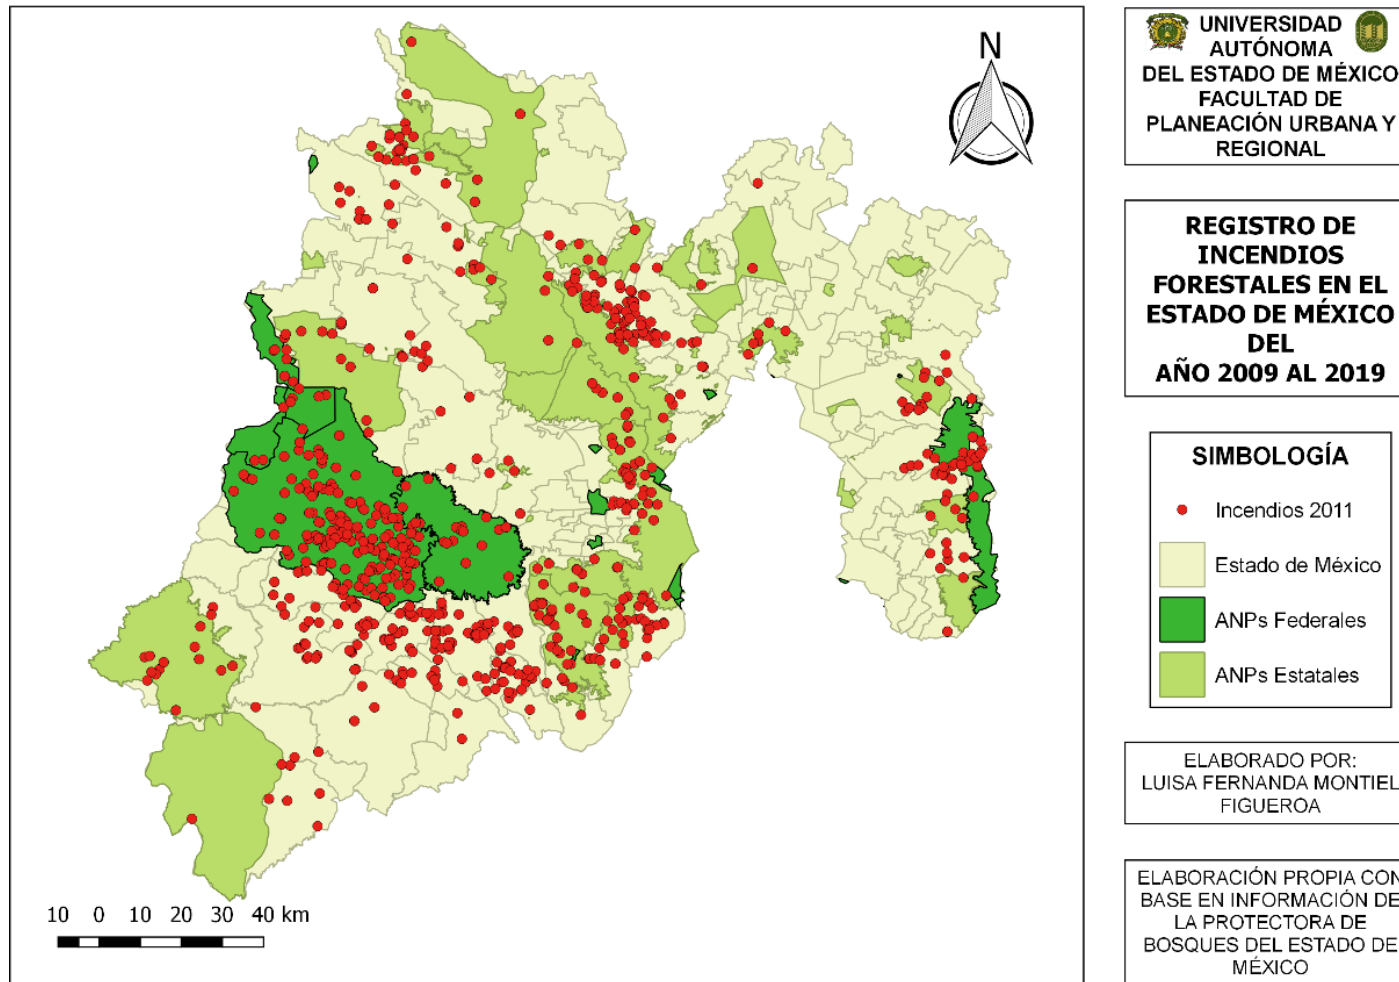 N
10 0 10 20 30 40 km
UNIVERSIDAD
AUTÓNOMA
DEL ESTADO DE MÉXICO
FACULTAD DE
PLANEACIÓN URBANA Y
REGIONAL
REGISTRO DE
INCENDIOS
FORESTALES EN EL
ESTADO DE MÉXICO
DEL
AÑO 2009 AL 2019
SIMBOLOGÍA
Incendios 2011
Estado de México
ANPs Federales
ANPs Estatales
ELABORADO POR:
LUISA FERNANDA MONTIEL
FIGUEROA
ELABORACIÓN PROPIA CON
BASE EN INFORMACIÓN DE
LA PROTECTORA DE
BOSQUES DEL ESTADO DE
MÉXICO